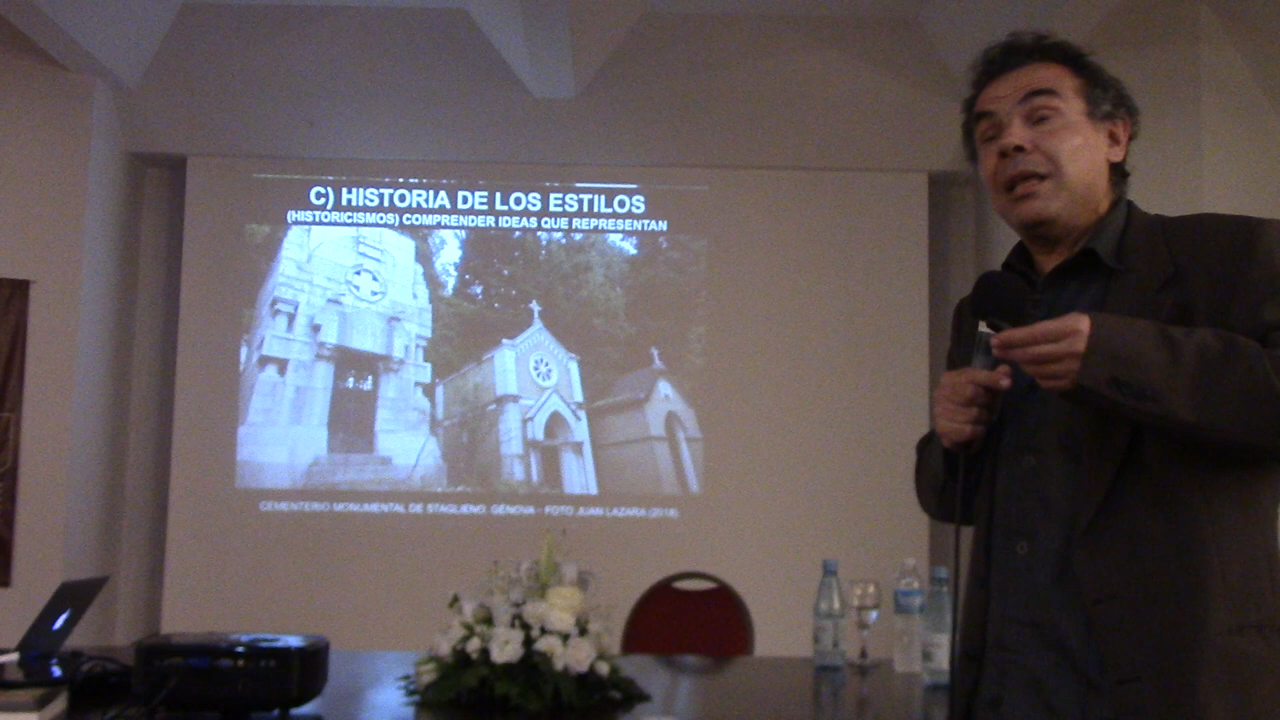 C) HISTORIA DE LOS ESTILOS
(HISTORICISMOS) COMPRENDER IDEAS QUE REPRESENTAN
CEMENTERIO MONUMENTAL DE STAGLIENO, GÉNOVA - FOTO JUAN LAZARA (2018)